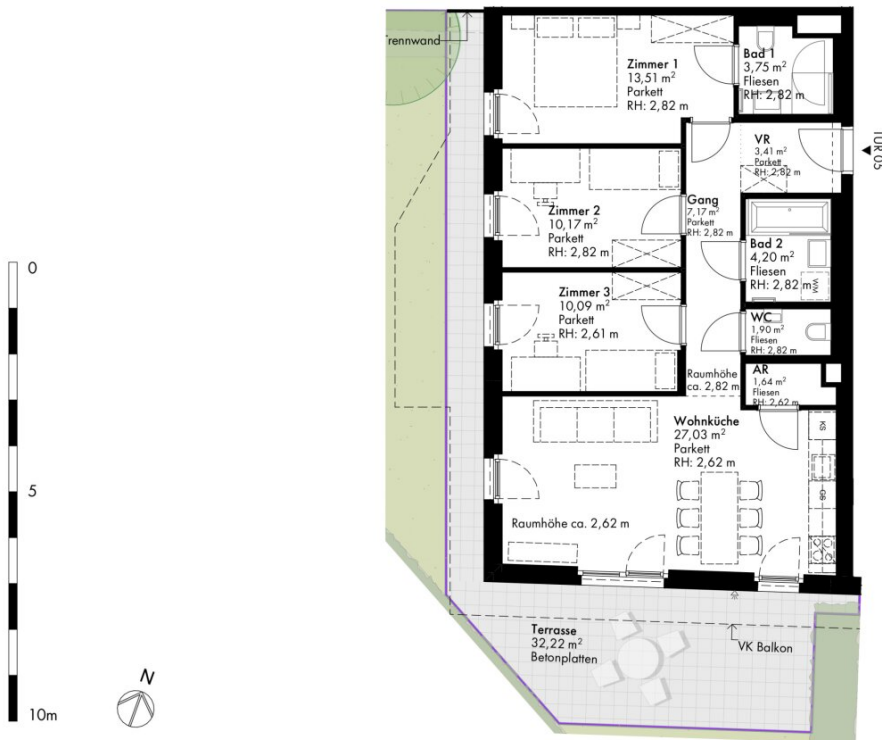 Trennwand
Zimmer 1
13,51 m²
Parkett
RH: 2,82 m
Bad 1
3,75 m²
Fliesen
RH: 2,82 m
VR
3,41 m²
Parkett
RH: 2,82 m
TÜR 05
Zimmer 2
10,17 m²
Parkett
RH: 2,82 m
Gang
7,17 m²
Parkett
RH: 2,82 m
Bad 2
4,20 m²
Fliesen
RH: 2,82 m
WM
Zimmer 3
10,09 m²
Parkett
RH: 2,61 m
WC
1,90 m²
Fliesen
RH: 2,82 m
Raumhöhe
ca. 2,82 m
AR
1,64 m²
Fliesen
RH: 2,62 m
Wohnküche
27,03 m²
Parkett
RH: 2,62 m
KS
GS
Raumhöhe ca. 2,62 m
Terrasse
32,22 m²
Betonplatten
VK Balkon
0
5
10m
N